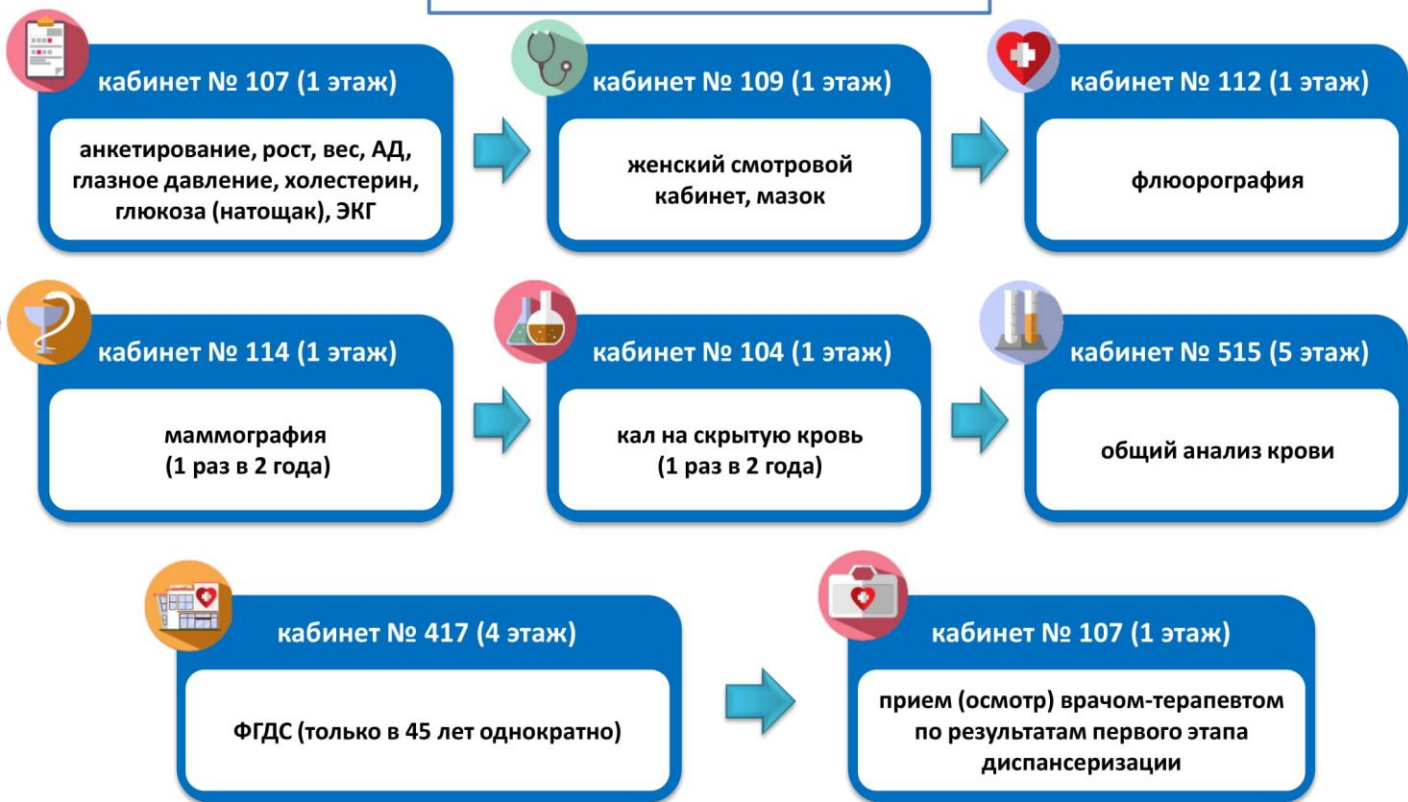 кабинет № 107 (1 этаж)
анкетирование, рост, вес, АД,
глазное давление, холестерин,
глюкоза (натощак), ЭКГ
кабинет № 109 (1 этаж)
женский смотровой
кабинет, мазок
кабинет № 112 (1 этаж)
флюорография
кабинет № 114 (1 этаж)
маммография
(1 раз в 2 года)
кабинет № 104 (1 этаж)
кал на скрытую кровь
(1 раз в 2 года)
кабинет № 515 (5 этаж)
общий анализ крови
кабинет № 417 (4 этаж)
ФГДС (только в 45 лет однократно)
кабинет № 107 (1 этаж)
прием (осмотр) врачом-терапевтом
по результатам первого этапа
диспансеризации